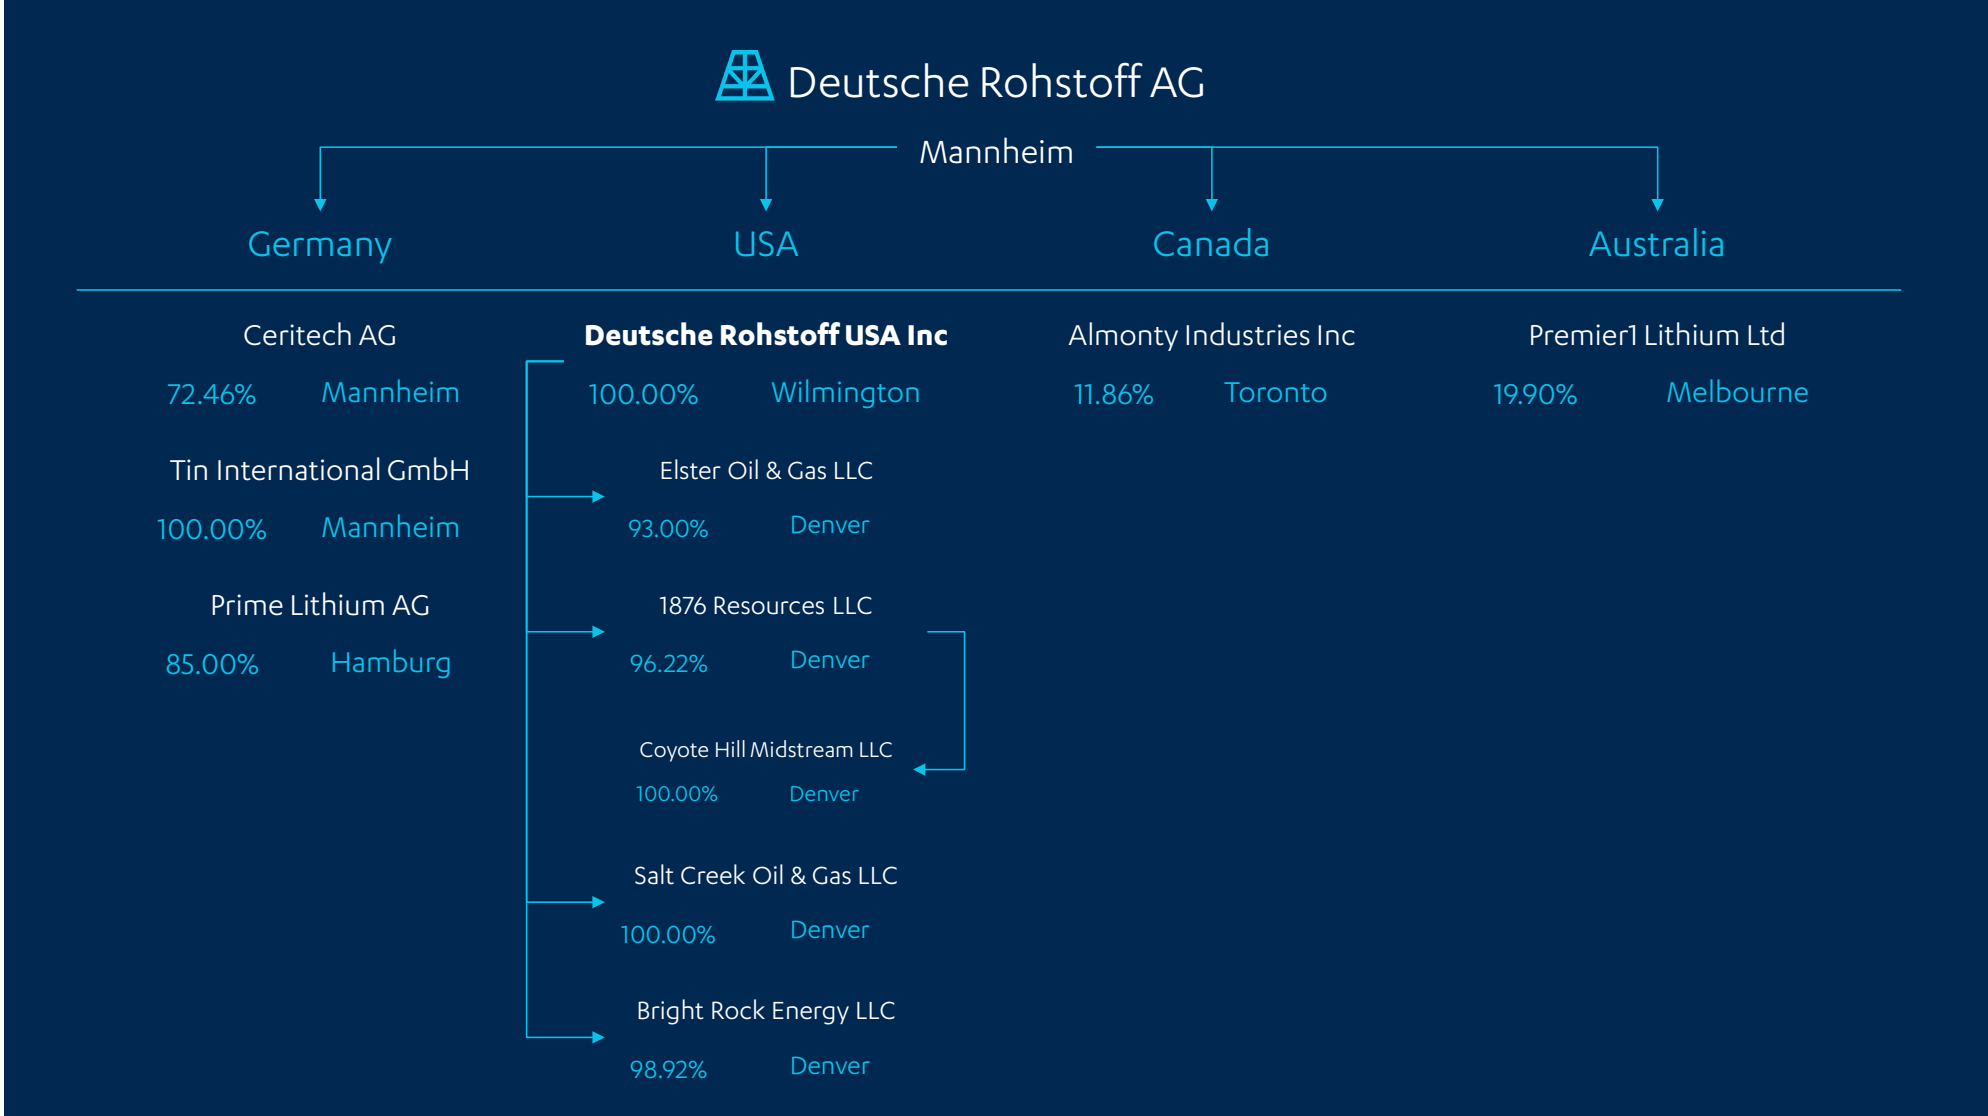 Deutsche Rohstoff AG
Mannheim
Germany
USA
Canada
Australia
Ceritech AG
72.46% Mannheim
Tin International GmbH
100.00% Mannheim
Prime Lithium AG
85.00% Hamburg
Deutsche Rohstoff USA Inc
100.00% Wilmington
Elster Oil & Gas LLC
93.00% Denver
1876 Resources LLC
96.22% Denver
Coyote Hill Midstream LLC
100.00% Denver
Salt Creek Oil & Gas LLC
100.00% Denver
Bright Rock Energy LLC
98.92% Denver
Almonty Industries Inc
11.86% Toronto
Premier1 Lithium Ltd
19.90% Melbourne